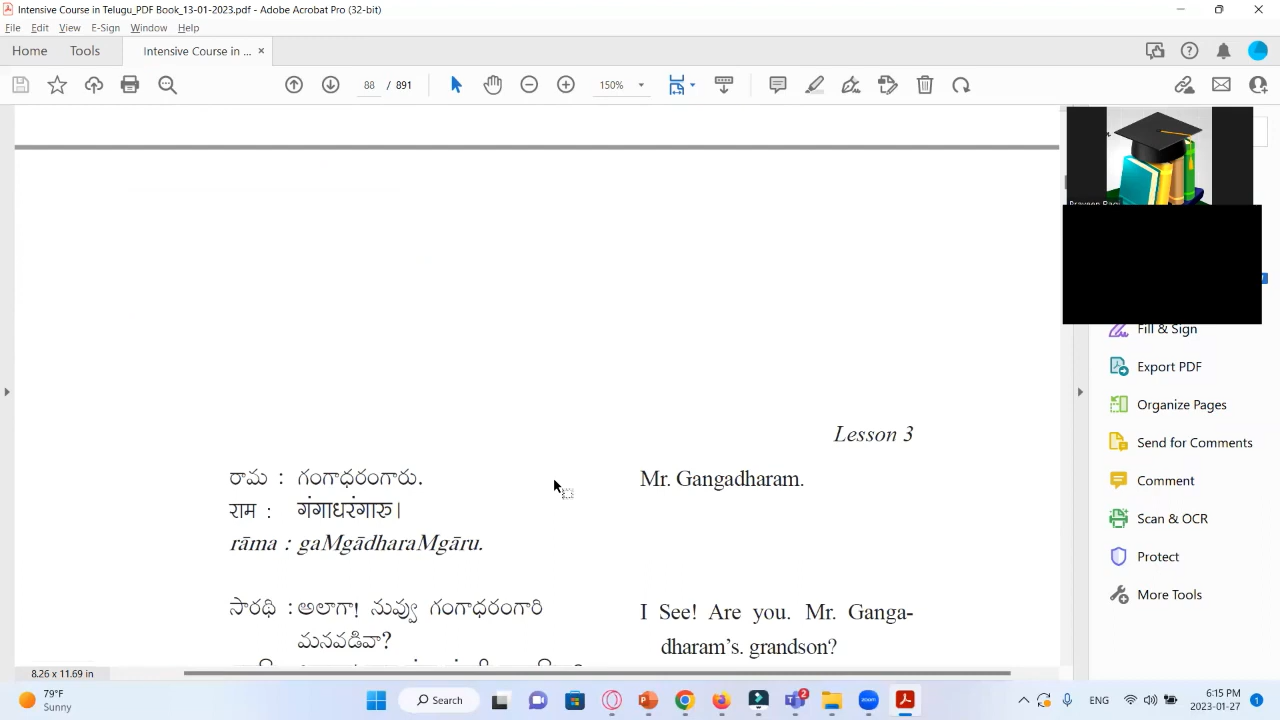 Intensive Course in Telugu_PDF Book_13-01-2023.pdf - Adobe Acrobat Pro (32-bit)
File Edit View E-Sign Window Help
Home Tools Intensive Course in ... ×
88 / 891 150%
Lesson 3
రామ : గంగాధరంగారు. Mr. Gangadharam.
राम : गंगाधरंगारु।
rāma : gaMgādharaMgāru.
సారథి : అలాగా! నువ్వు గంగాధరంగారి I See! Are you. Mr. Ganga-
మనవడివా? dharam's. grandson?
Fill & Sign
Export PDF
Organize Pages
Send for Comments
Comment
Scan & OCR
Protect
More Tools
8.26 x 11.69 in
79°F
Sunny
Search
2
ENG
6:15 PM
2023-01-27
1